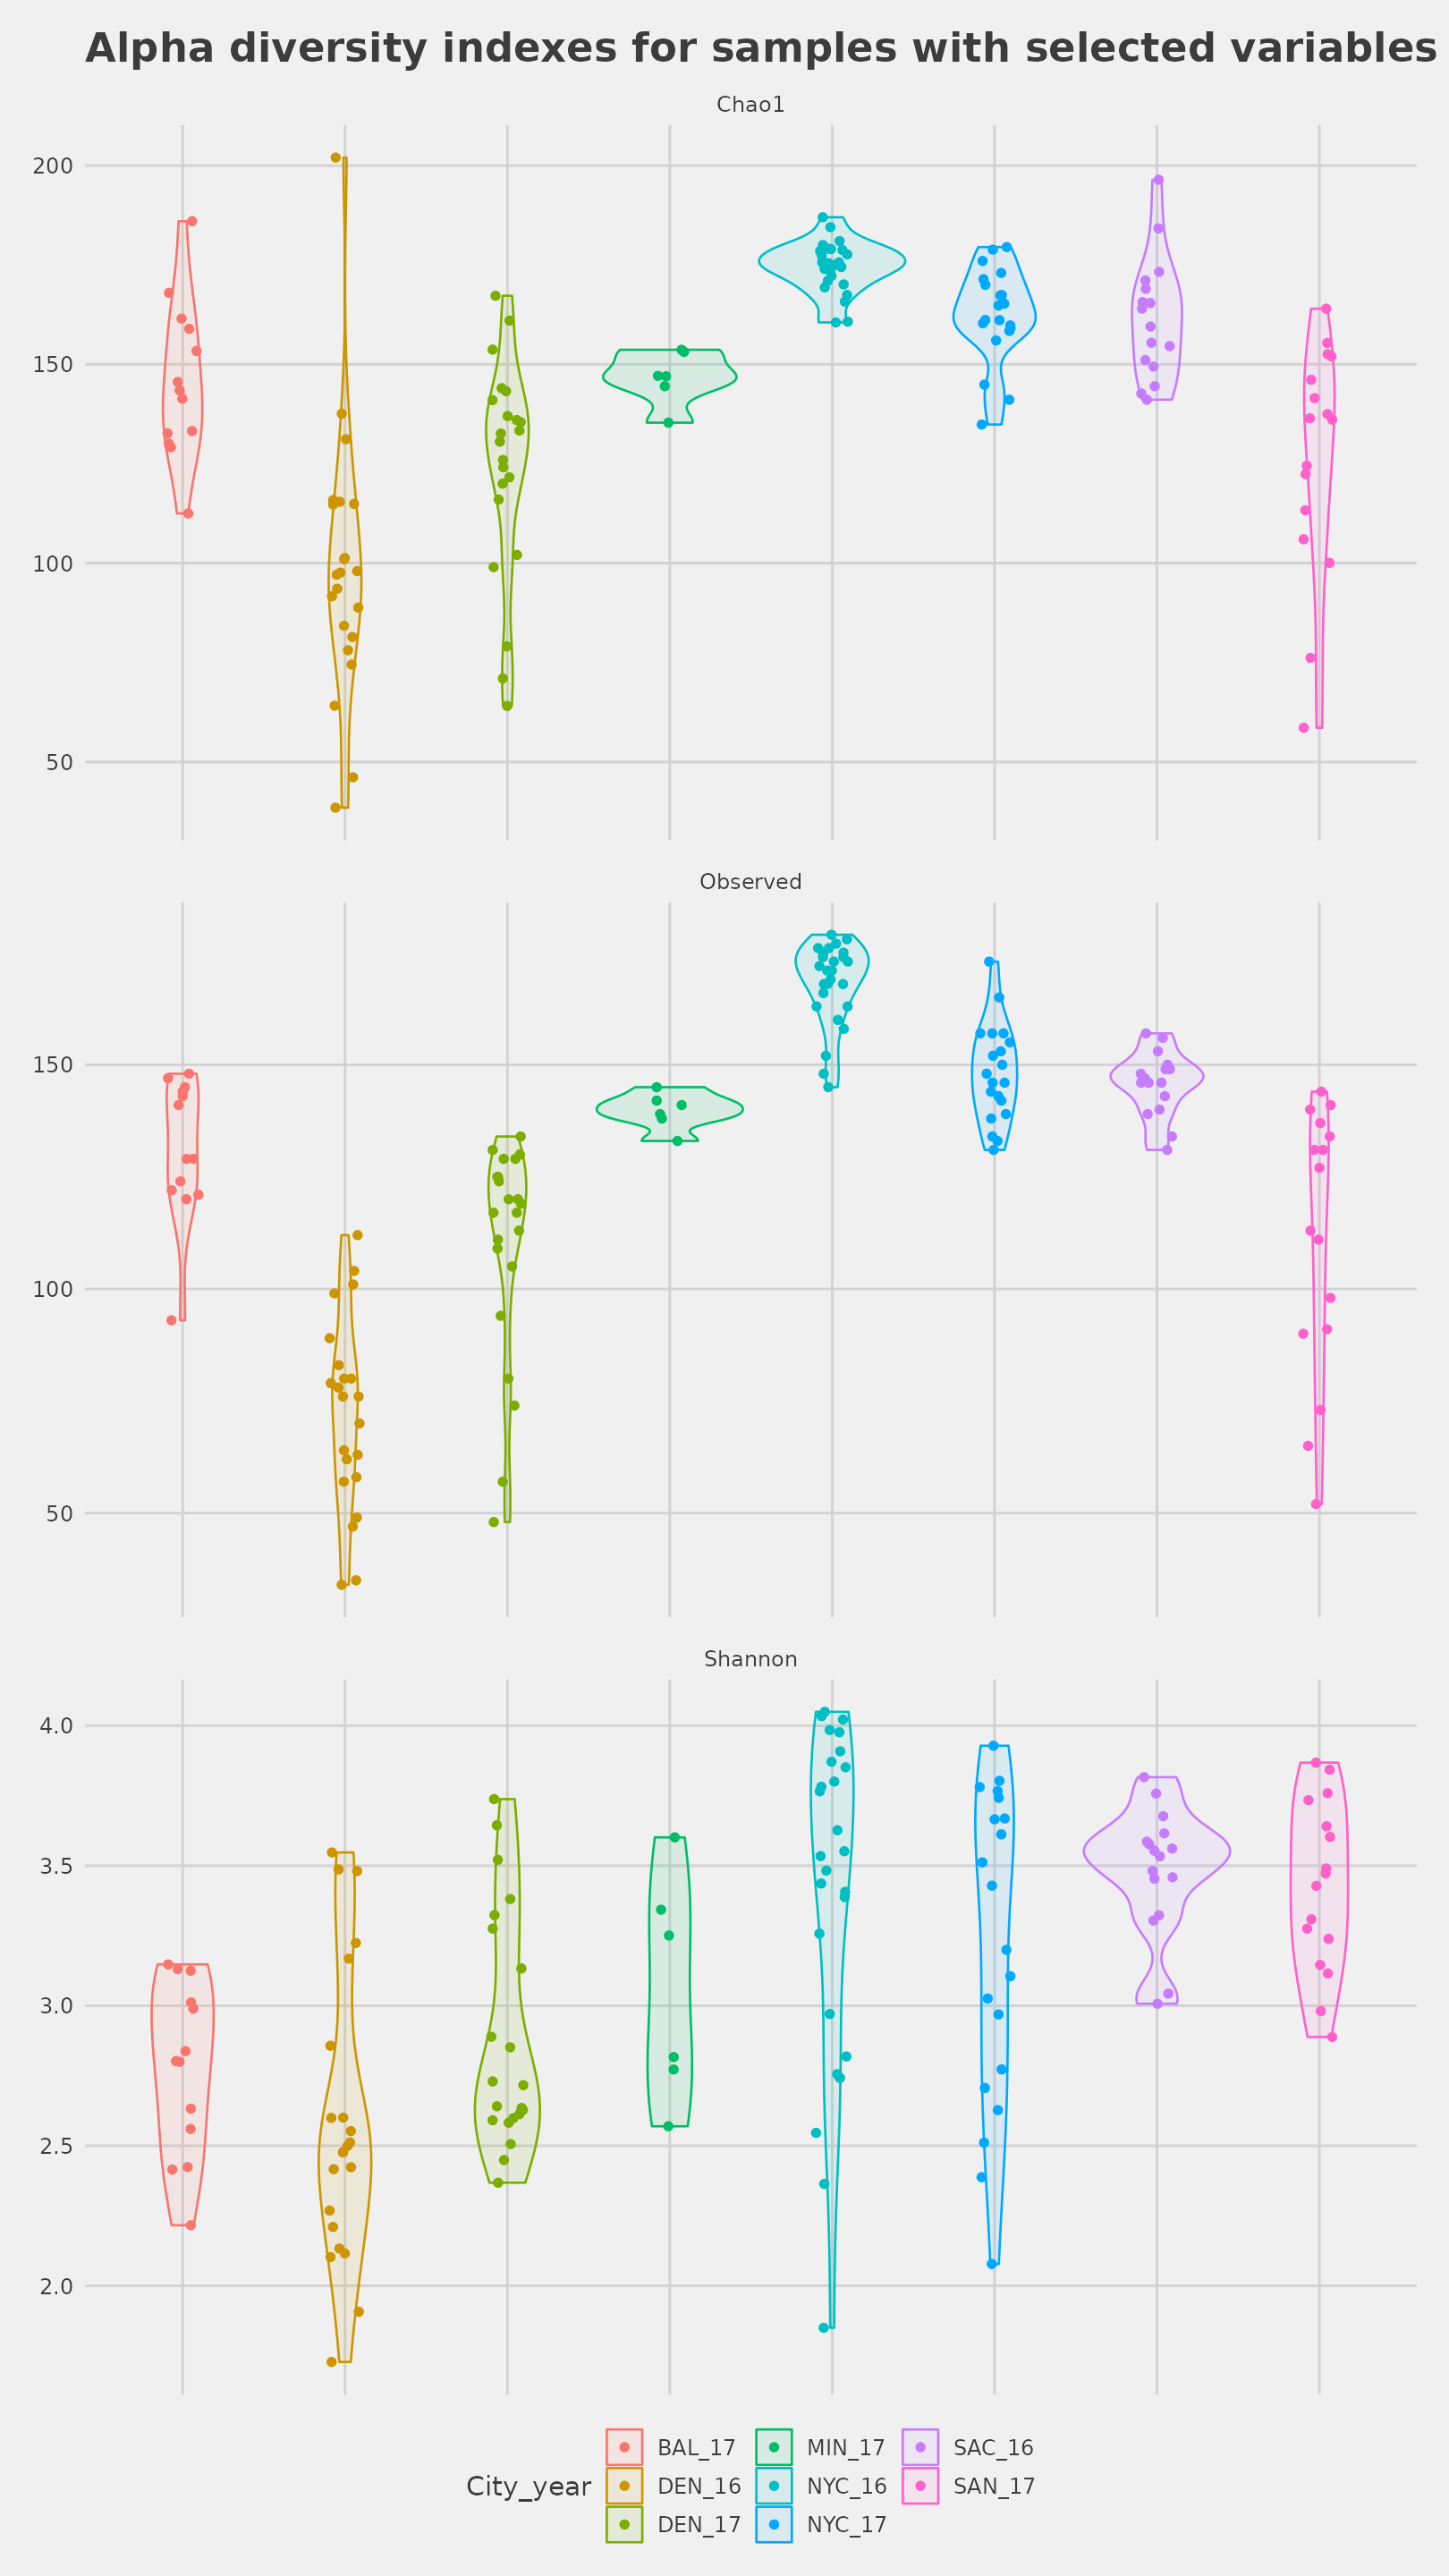 Alpha diversity indexes for samples with selected variables
Chao1
200
150
100
50
Observed
150
100
50
Shannon
4.0
3.5
3.0
2.5
2.0
BAL_17 MIN_17 SAC_16
City_year DEN_16 NYC_16 SAN_17
DEN_17 NYC_17